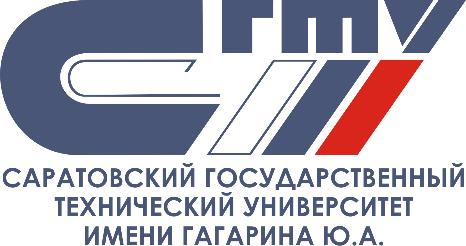 СГТУ
САРАТОВСКИЙ ГОСУДАРСТВЕННЫЙ
ТЕХНИЧЕСКИЙ УНИВЕРСИТЕТ
ИМЕНИ ГАГАРИНА Ю.А.